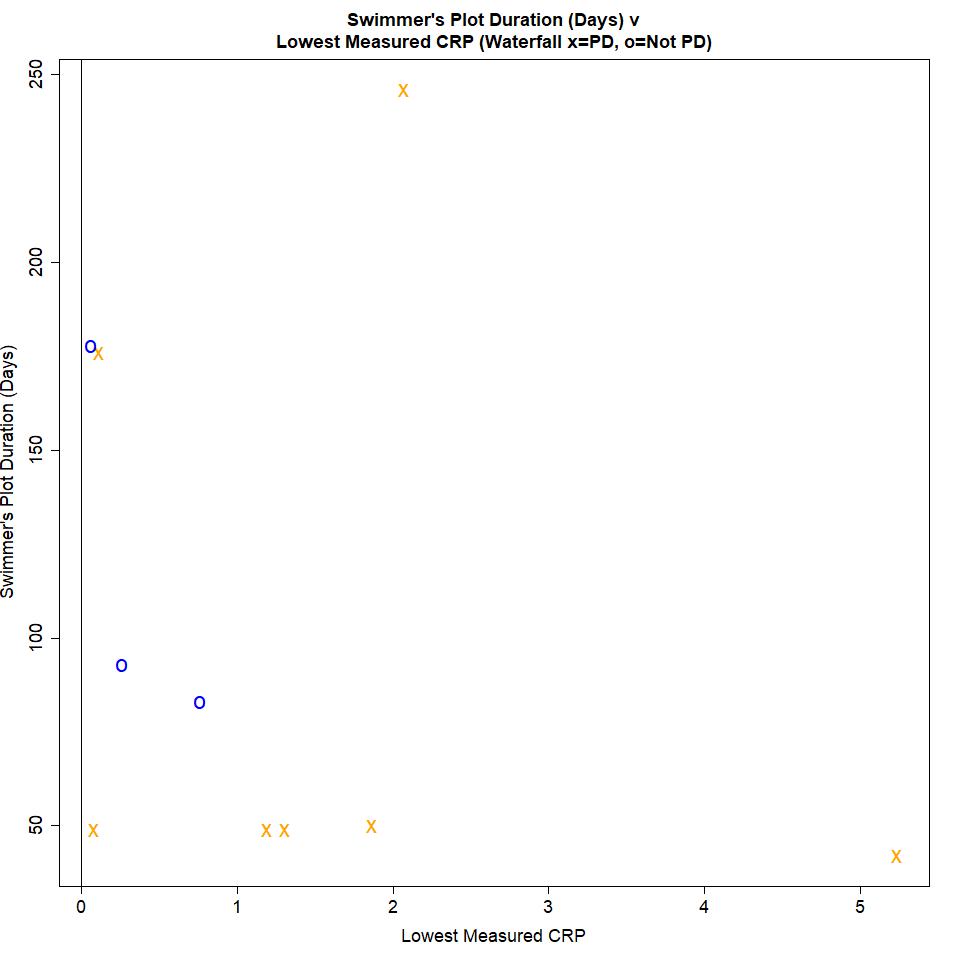 Swimmer's Plot Duration (Days) v
Lowest Measured CRP (Waterfall x=PD, o=Not PD)
Swimmer's Plot Duration (Days)
250
200
150
100
50
X
O
X
O
O
X
X
X
X
X
0
1
2
3
4
5
Lowest Measured CRP